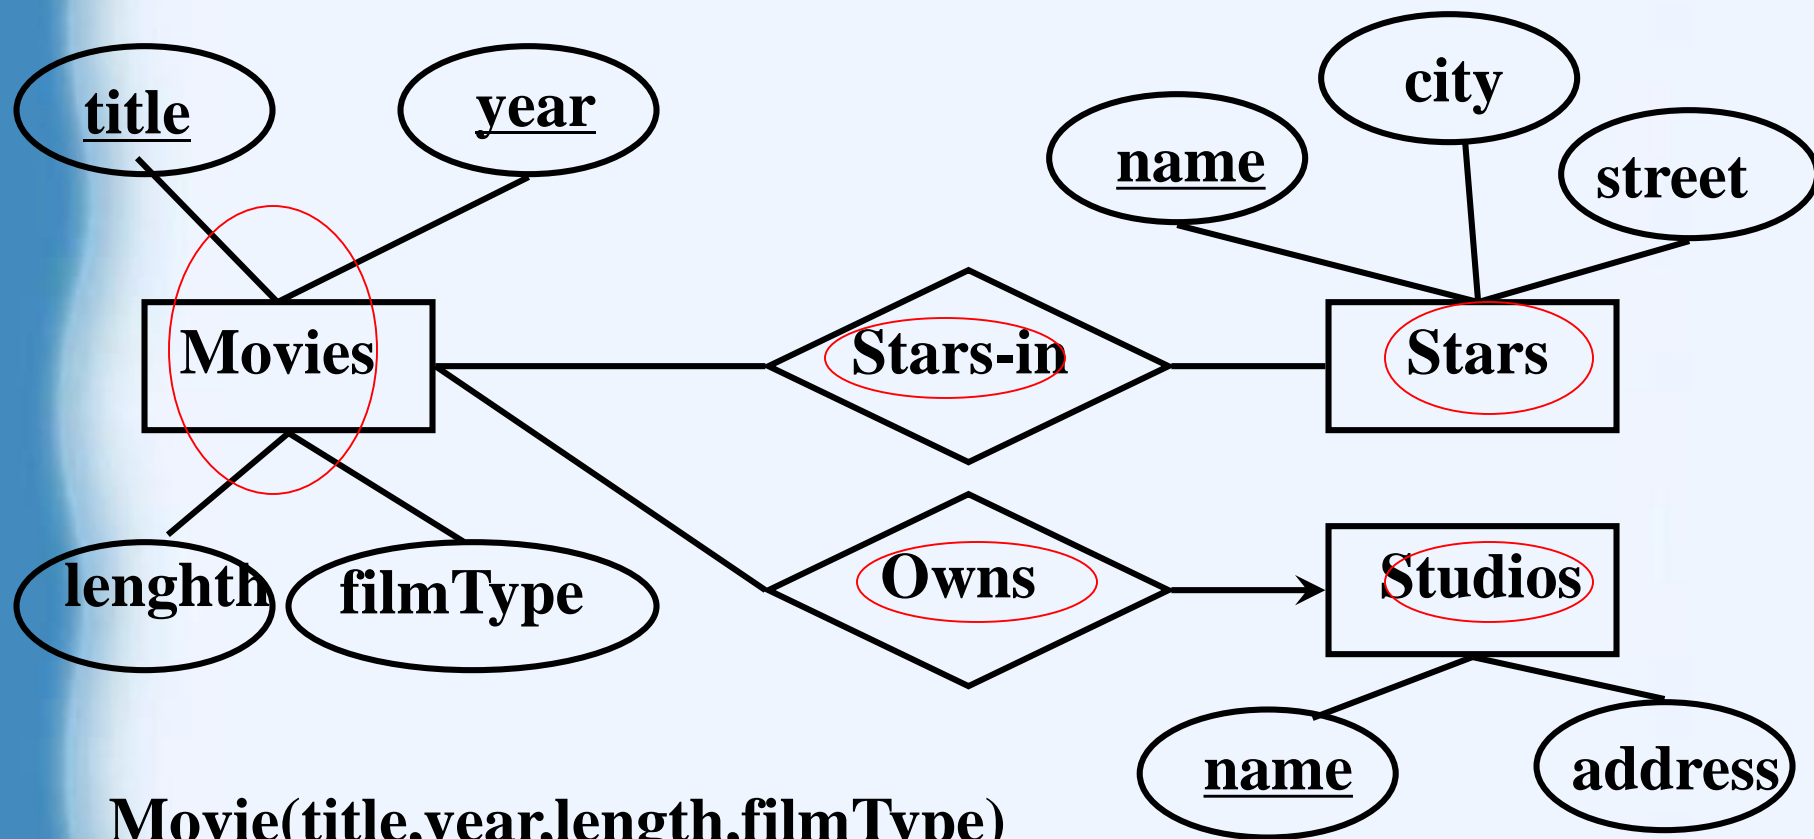 title
year
name
city
street
Movies
Stars-in
Stars
lenghth
filmType
Owns
Studios
name
address
Movie(title,year,length,filmType)